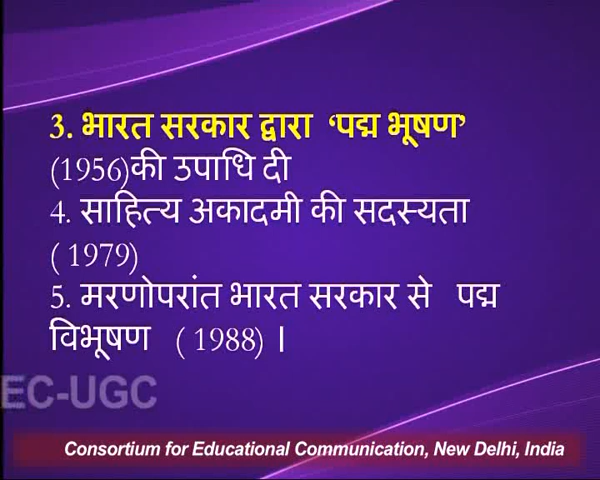 3. भारत सरकार द्वारा ‘पद्म भूषण’
(1956)की उपाधि दी
4. साहित्य अकादमी की सदस्यता
( 1979)
5. मरणोपरांत भारत सरकार से पद्म
विभूषण ( 1988) ।
EC-UGC
Consortium for Educational Communication, New Delhi, India